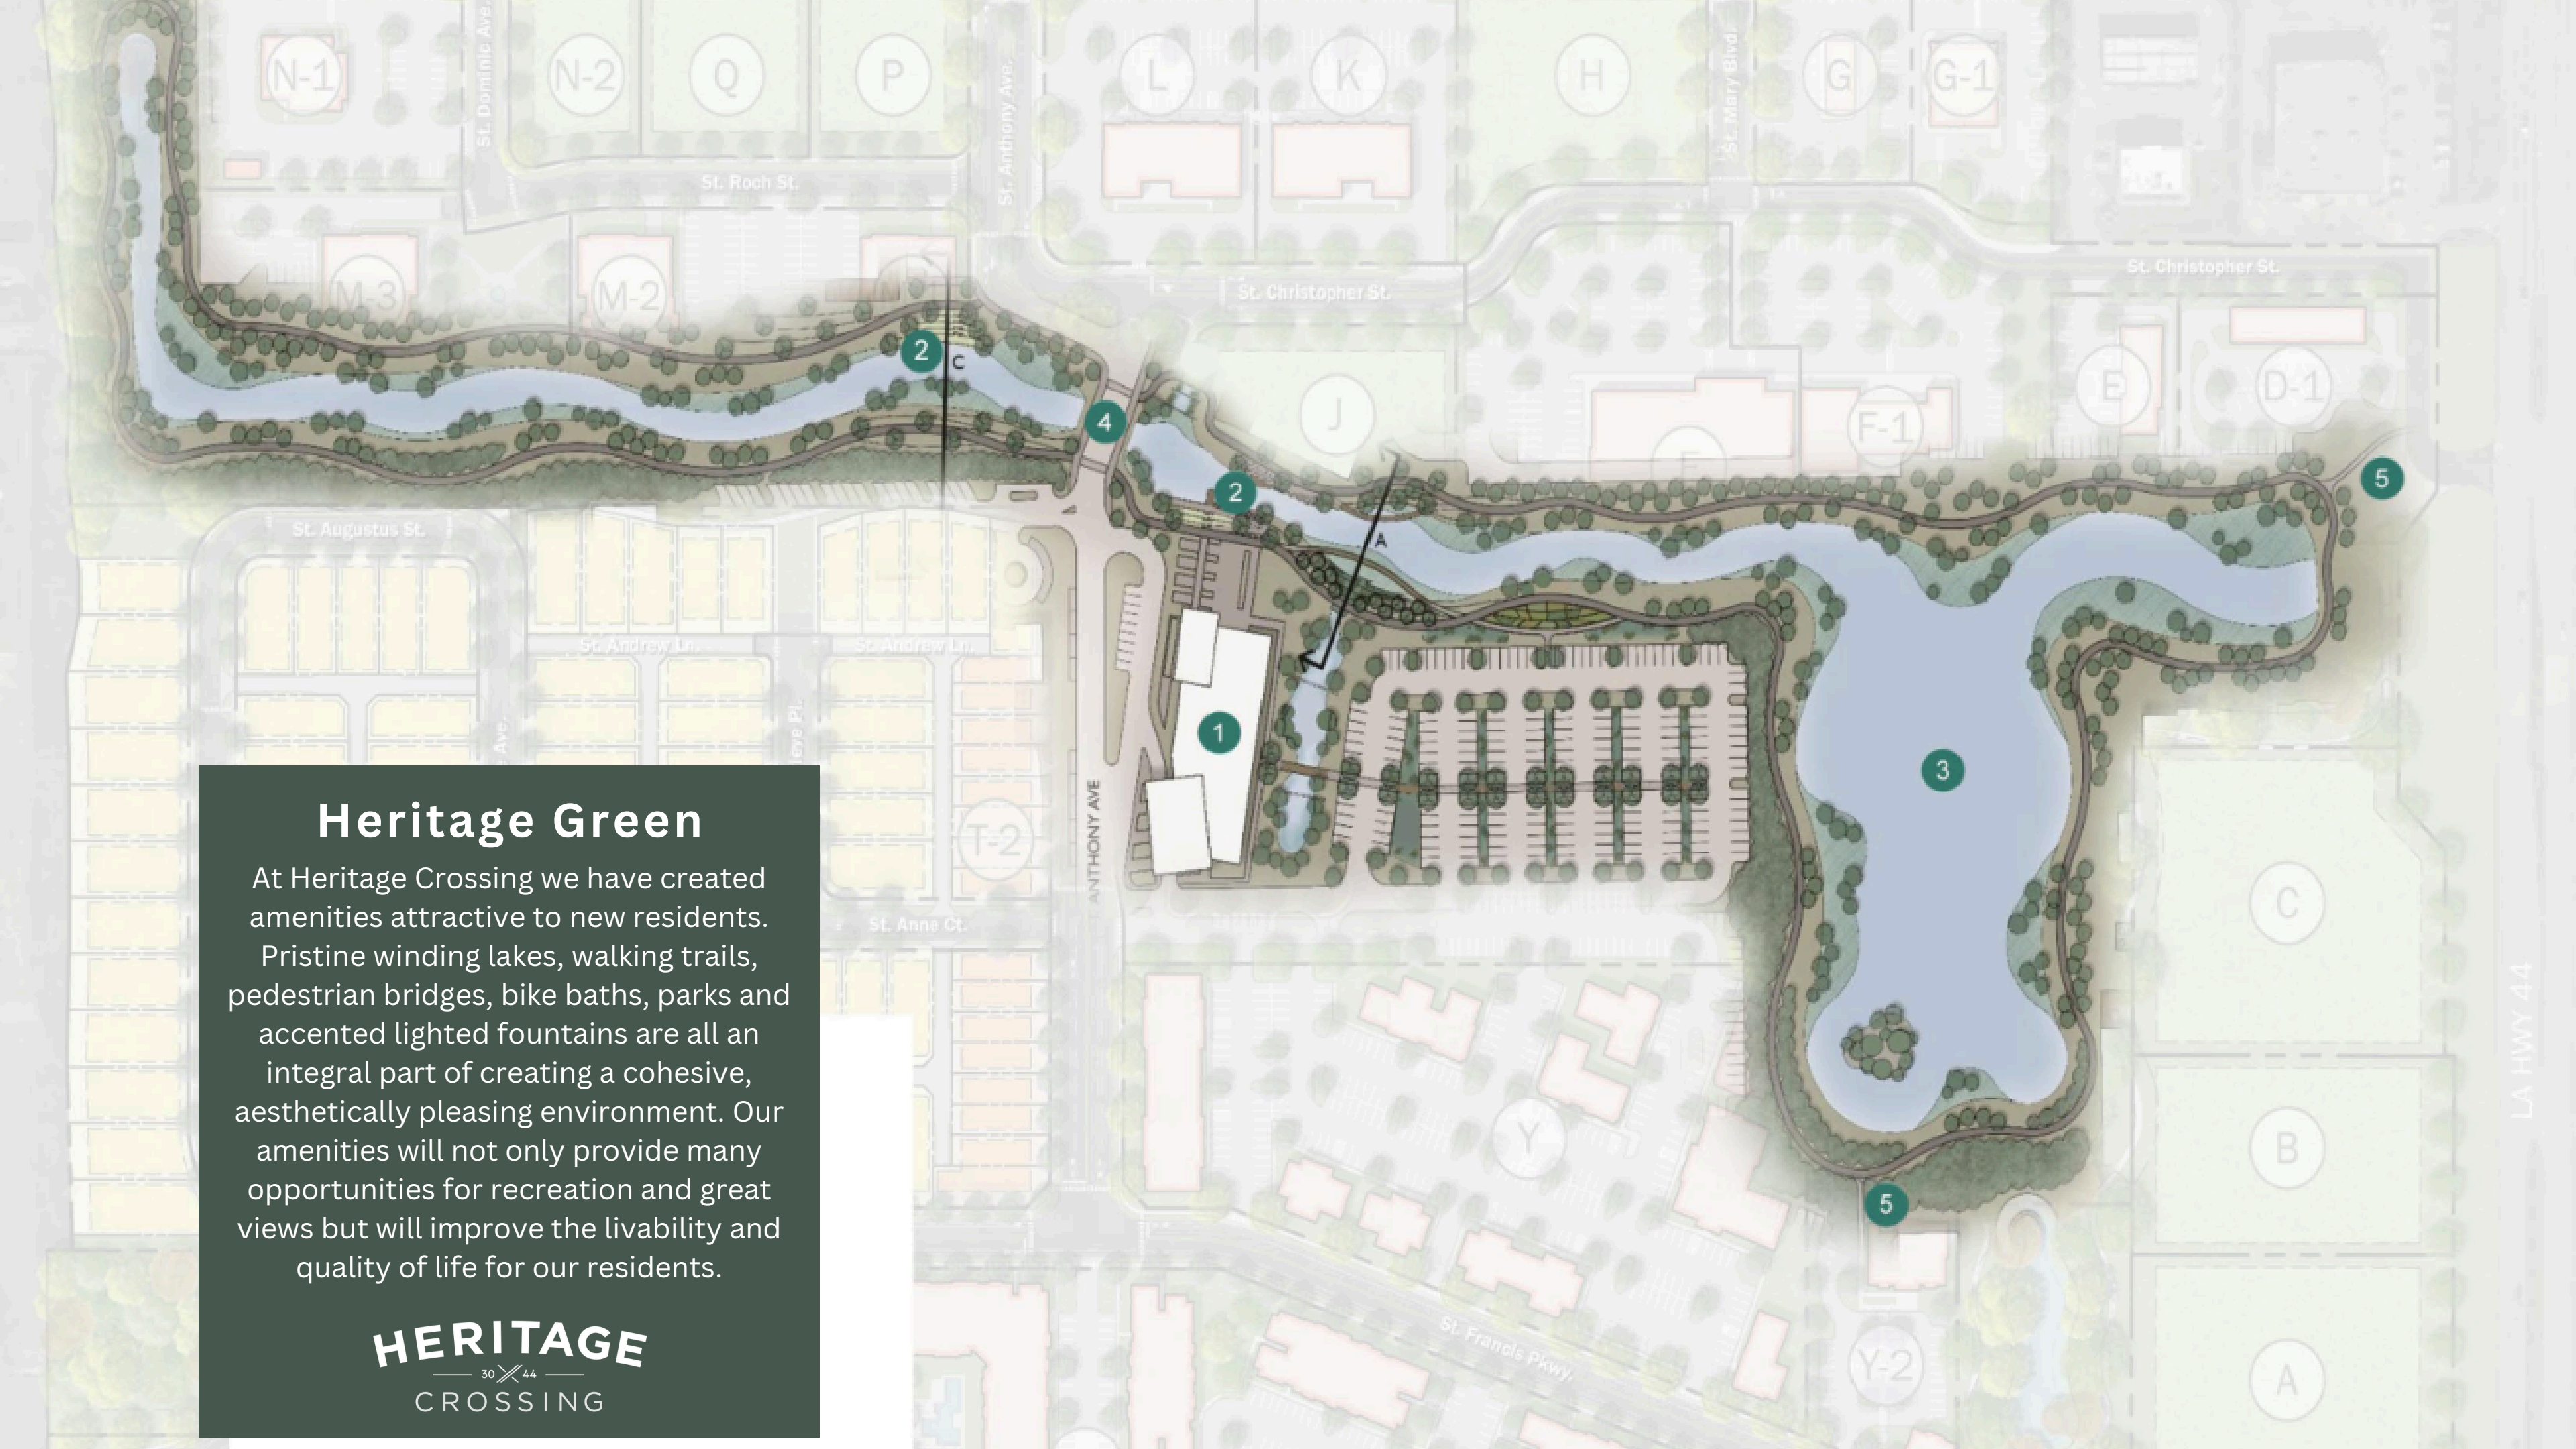 N-1
St. Dominic Ave.
N-2
Q
P
St. Anthony Ave.
L
K
H
St. Mary Blvd.
G
G-1
St. Roch St.
St. Christopher St.
St. Christopher St.
M-3
M-2
2
C
4
J
2
A
F-1
E
D-1
5
St. Augustus St.
St. Andrew Ln.
St. Andrew Ln.
Ave.
1
3
T-2
ANTHONY AVE
St. Anne Ct.
C
LA HWY 44
B
Y
5
St. Francis Pkwy.
Y-2
A
Heritage Green
At Heritage Crossing we have created
amenities attractive to new residents.
Pristine winding lakes, walking trails,
pedestrian bridges, bike baths, parks and
accented lighted fountains are all an
integral part of creating a cohesive,
aesthetically pleasing environment. Our
amenities will not only provide many
opportunities for recreation and great
views but will improve the livability and
quality of life for our residents.
HERITAGE
30 44
CROSSING